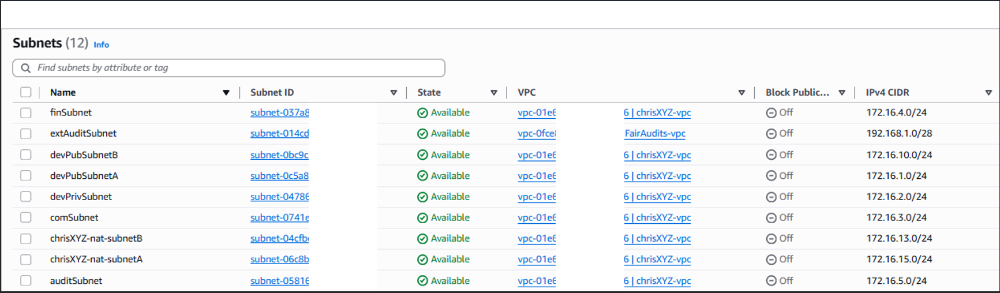 Subnets (12) Info
Find subnets by attribute or tag
Name Subnet ID State VPC Block Public... IPv4 CIDR
finSubnet subnet-037a8 Available vpc-01e6 6 | chrisXYZ-vpc Off 172.16.4.0/24
extAuditSubnet subnet-014cd Available vpc-0fce8 FairAudits-vpc Off 192.168.1.0/28
devPubSubnetB subnet-0bc9c Available vpc-01e6 6 | chrisXYZ-vpc Off 172.16.10.0/24
devPubSubnetA subnet-0c5a8 Available vpc-01e6 6 | chrisXYZ-vpc Off 172.16.1.0/24
devPrivSubnet subnet-04786 Available vpc-01e6 6 | chrisXYZ-vpc Off 172.16.2.0/24
comSubnet subnet-0741e Available vpc-01e6 6 | chrisXYZ-vpc Off 172.16.3.0/24
chrisXYZ-nat-subnetB subnet-04cfb Available vpc-01e6 6 | chrisXYZ-vpc Off 172.16.13.0/24
chrisXYZ-nat-subnetA subnet-06c8b Available vpc-01e6 6 | chrisXYZ-vpc Off 172.16.15.0/24
auditSubnet subnet-05816 Available vpc-01e6 6 | chrisXYZ-vpc Off 172.16.5.0/24